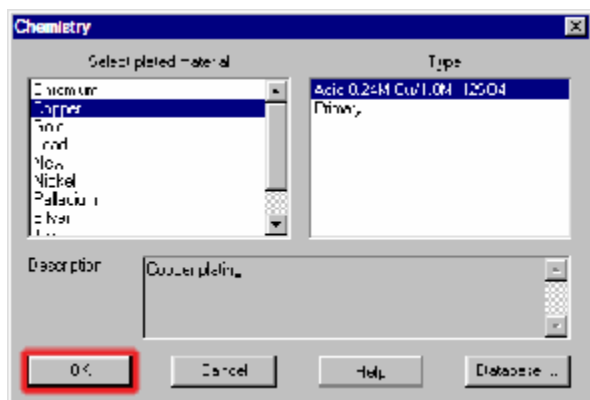 Chemistry
Select plated material
Type
Chromium
Copper
Gold
Lead
New
Nickel
Palladium
Silver
Acid 0.24M Cu/1.0M H2SO4
Primary
Description
Copper plating
OK
Cancel
Help
Database ...